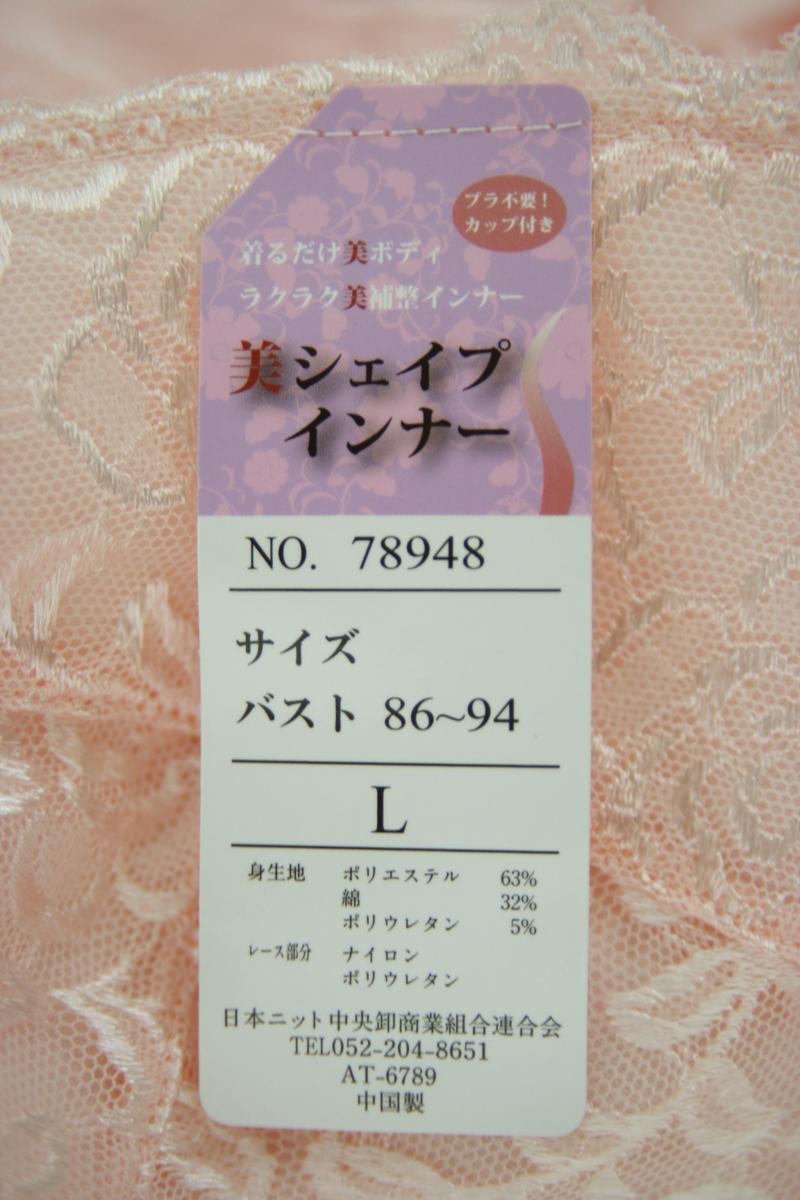 ブラ不要！
カップ付き
着るだけ美ボディ
ラクラク美補整インナー
美シェイプ
インナー
NO. 78948
サイズ
バスト 86~94
L
身生地 ポリエステル 63%
綿 32%
ポリウレタン 5%
レース部分 ナイロン
ポリウレタン
日本ニット中央卸商業組合連合会
TEL052-204-8651
AT-6789
中国製